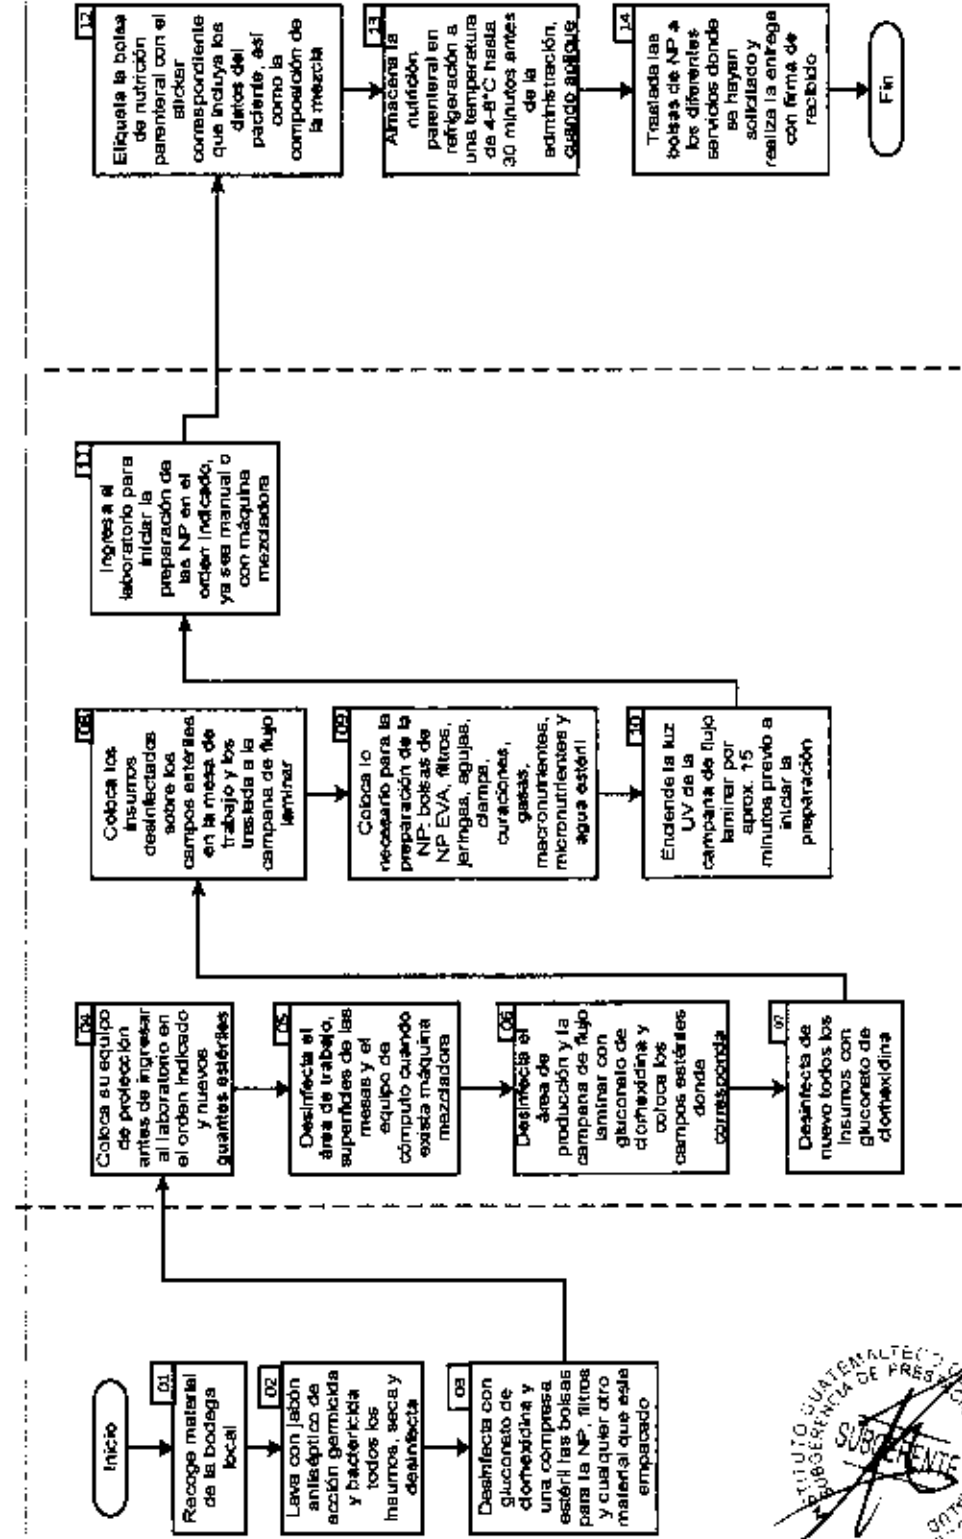 Inicio
01
Recoge material
de la bodega
local
02
Lava con jabón
antiséptico de
acción germicida
y bactericida
todos los
insumos, seca y
desinfecta
03
Desinfecta con
gluconato de
clorhexidina y
una compresa
estéril las bolsas
para la NP, filtros
y cualquier otro
material que este
empacado
04
Coloca su equipo
de protección
antes de ingresar
al laboratorio en
el orden indicado
y nuevos
guantes estériles
05
Desinfecta el
área de trabajo,
superficies de las
mesas y el
equipo de
cómputo cuando
exista máquina
mezcladora
06
Desinfecta el
área de
producción y la
campana de flujo
laminar con
gluconato de
clorhexidina y
coloca los
campos estériles
donde
corresponda
07
Desinfecta de
nuevo todos los
insumos con
gluconato de
clorhexidina
08
Coloca los
insumos
desinfectados
sobre los
campos estériles
en la mesa de
trabajo y los
traslada a la
campana de flujo
laminar
09
Coloca lo
necesario para la
preparación de la
NP: bolsas de
NP EVA, filtros,
jeringas, agujas,
clamps,
curaciones,
gasas,
macronutrientes,
micronutrientes y
agua estéril
10
Enciende la luz
UV de la
campana de flujo
laminar por
aprox. 15
minutos previo a
iniciar la
preparación
11
Ingresa al
laboratorio para
iniciar la
preparación de
las NP en el
orden indicado,
ya sea manual o
con máquina
mezcladora
12
Etiqueta la bolsa
de nutrición
parenteral con el
sticker
correspondiente
que incluya los
datos del
paciente, así
como la
composición de
la mezcla
13
Almacena la
nutrición
parenteral en
refrigeración a
una temperatura
de 4-8°C hasta
30 minutos antes
de la
administración,
cuando aplique
14
Traslada las
bolsas de NP a
los diferentes
servicios donde
se hayan
solicitado y
realiza la entrega
con firma de
recibido
Fin